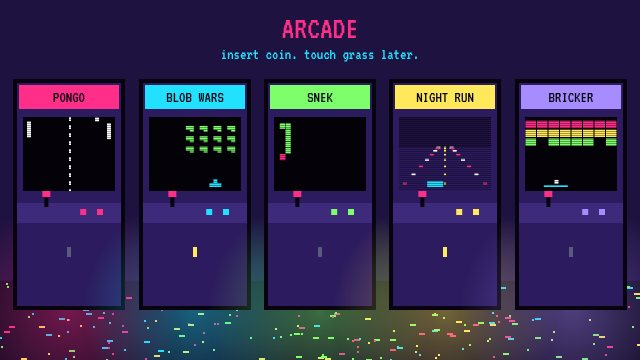 ARCADE
insert coin. touch grass later.
PONGO
BLOB WARS
SNEK
NIGHT RUN
BRICKER